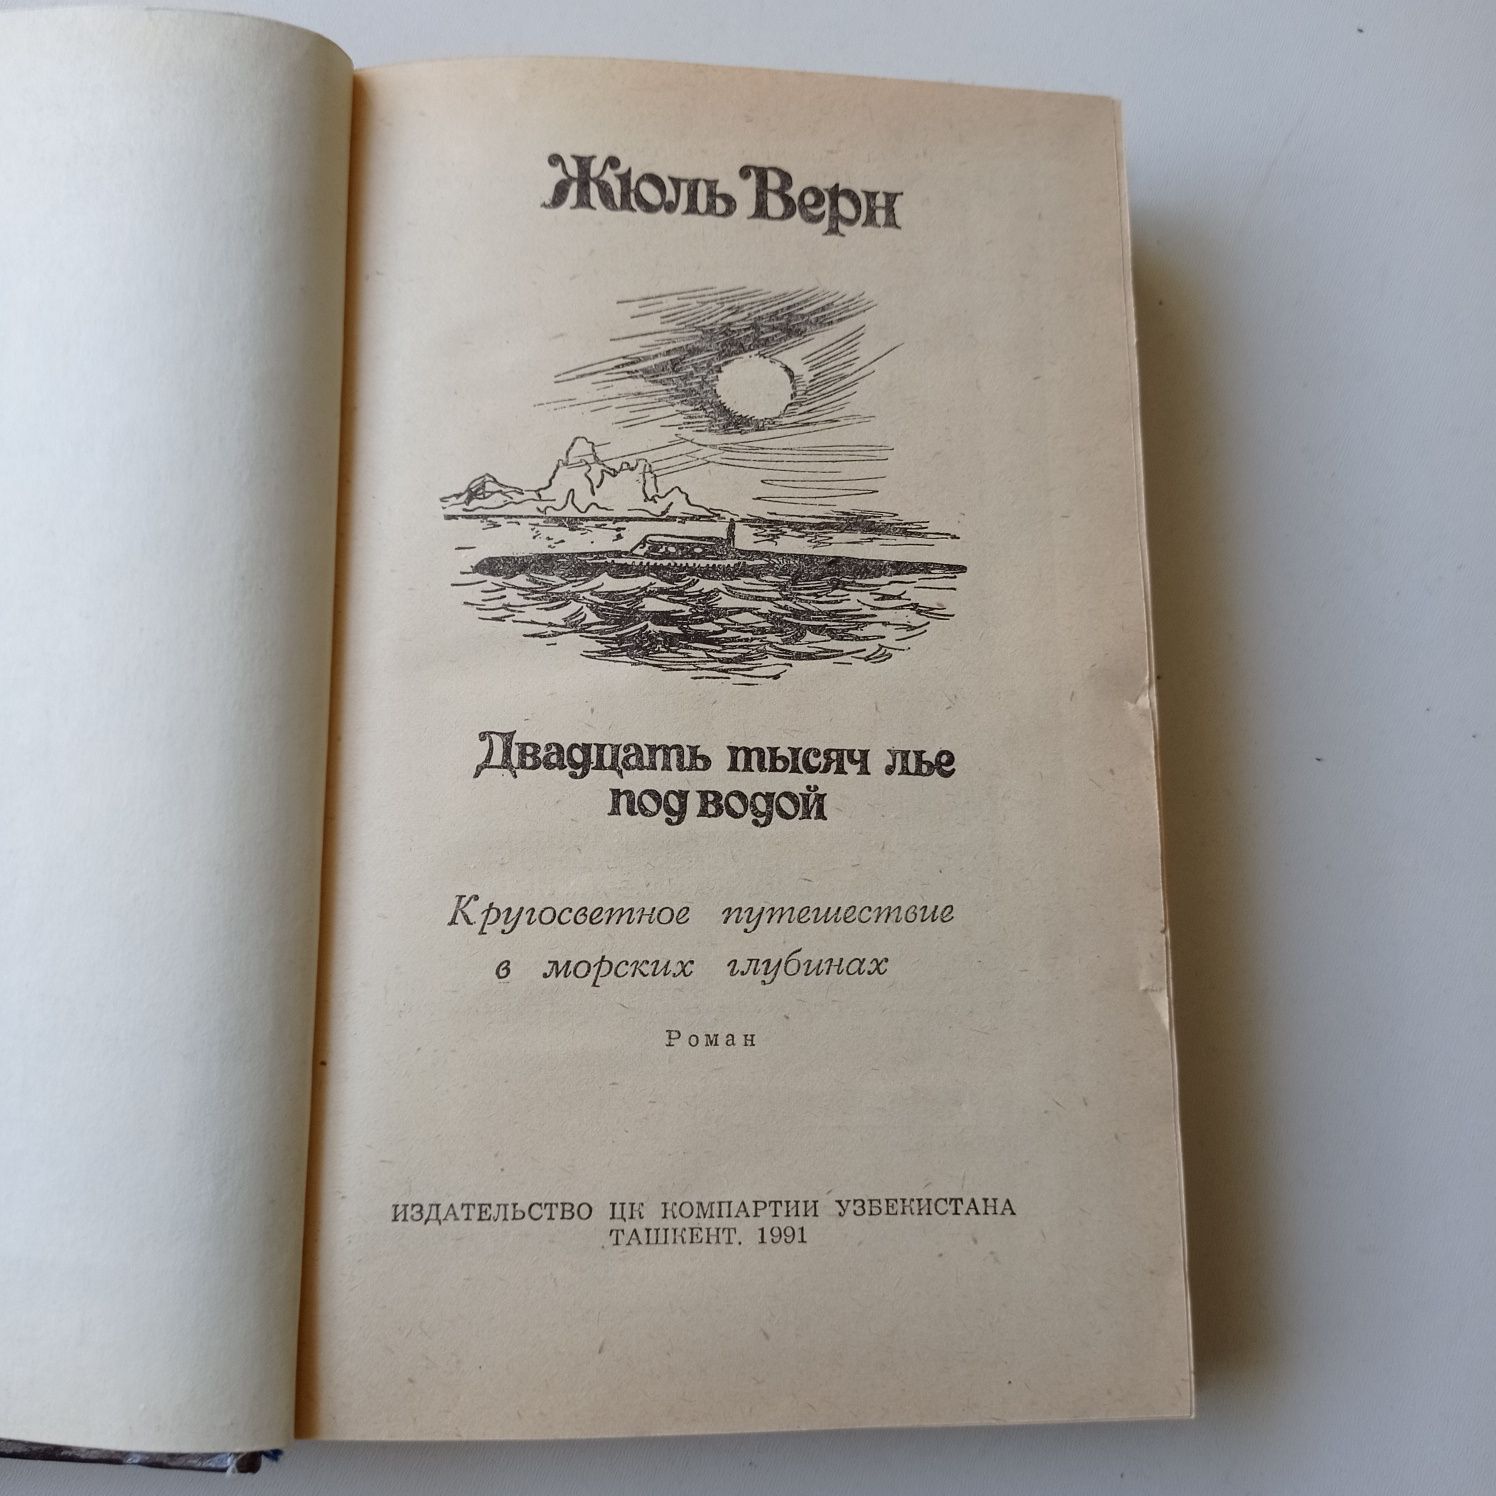 Жюль Верн
Двадцать тысяч лье
под водой
Кругосветное путешествие
в морских глубинах
Роман
ИЗДАТЕЛЬСТВО ЦК КОМПАРТИИ УЗБЕКИСТАНА
ТАШКЕНТ. 1991